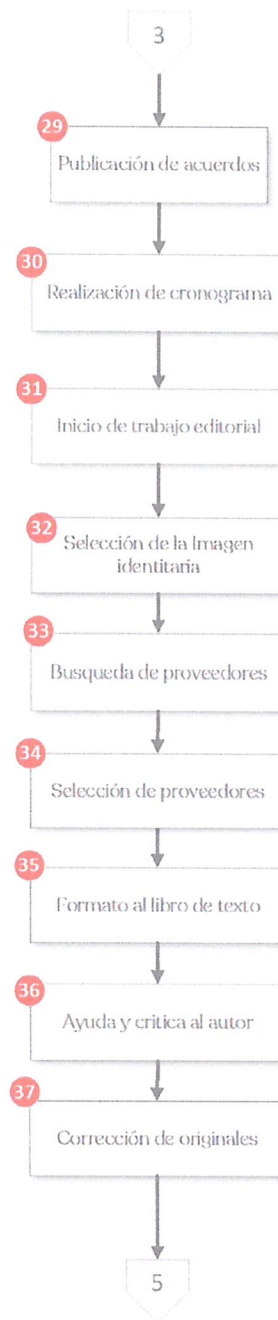 3
29
Publicación de acuerdos
30
Realización de cronograma
31
Inicio de trabajo editorial
32
Selección de la Imagen
identitaria
33
Busqueda de proveedores
34
Selección de proveedores
35
Formato al libro de texto
36
Ayuda y critica al autor
37
Corrección de originales
5